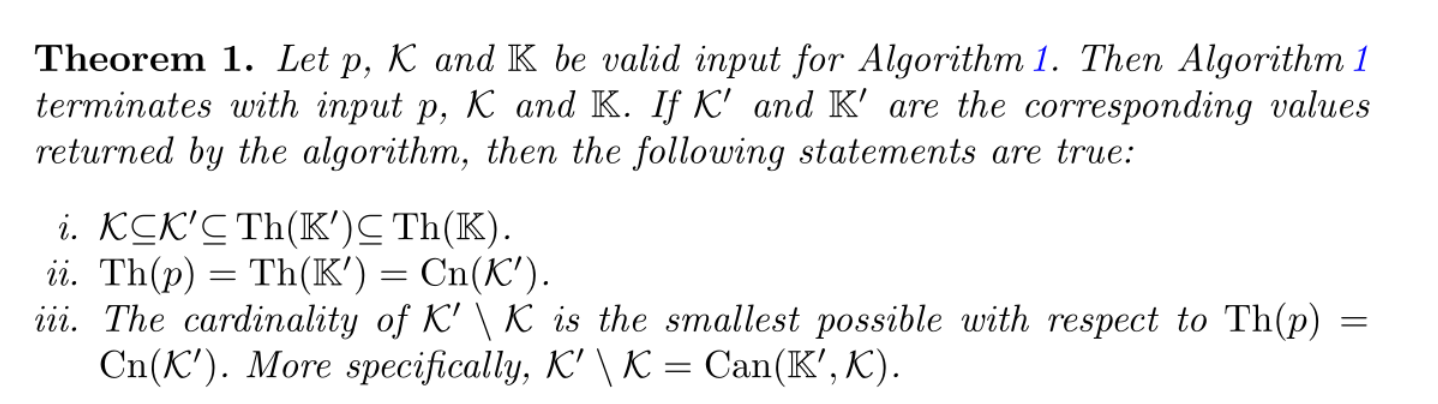 Theorem 1. Let p, 𝒦 and 𝕂 be valid input for Algorithm 1. Then Algorithm 1
terminates with input p, 𝒦 and 𝕂. If 𝒦′ and 𝕂′ are the corresponding values
returned by the algorithm, then the following statements are true:
i. 𝒦⊆𝒦′⊆ Th(𝕂′)⊆ Th(𝕂).
ii. Th(p) = Th(𝕂′) = Cn(𝒦′).
iii. The cardinality of 𝒦′ \ 𝒦 is the smallest possible with respect to Th(p) =
Cn(𝒦′). More specifically, 𝒦′ \ 𝒦 = Can(𝕂′, 𝒦).